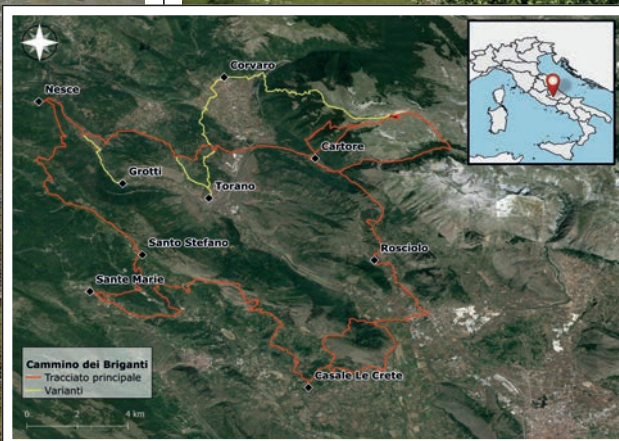 Corvaro
Nesce
Cartore
Grotti
Torano
Santo Stefano
Rosciolo
Sante Marie
Casale Le Crete
Cammino dei Briganti
Tracciato principale
Varianti
0 2 4 km